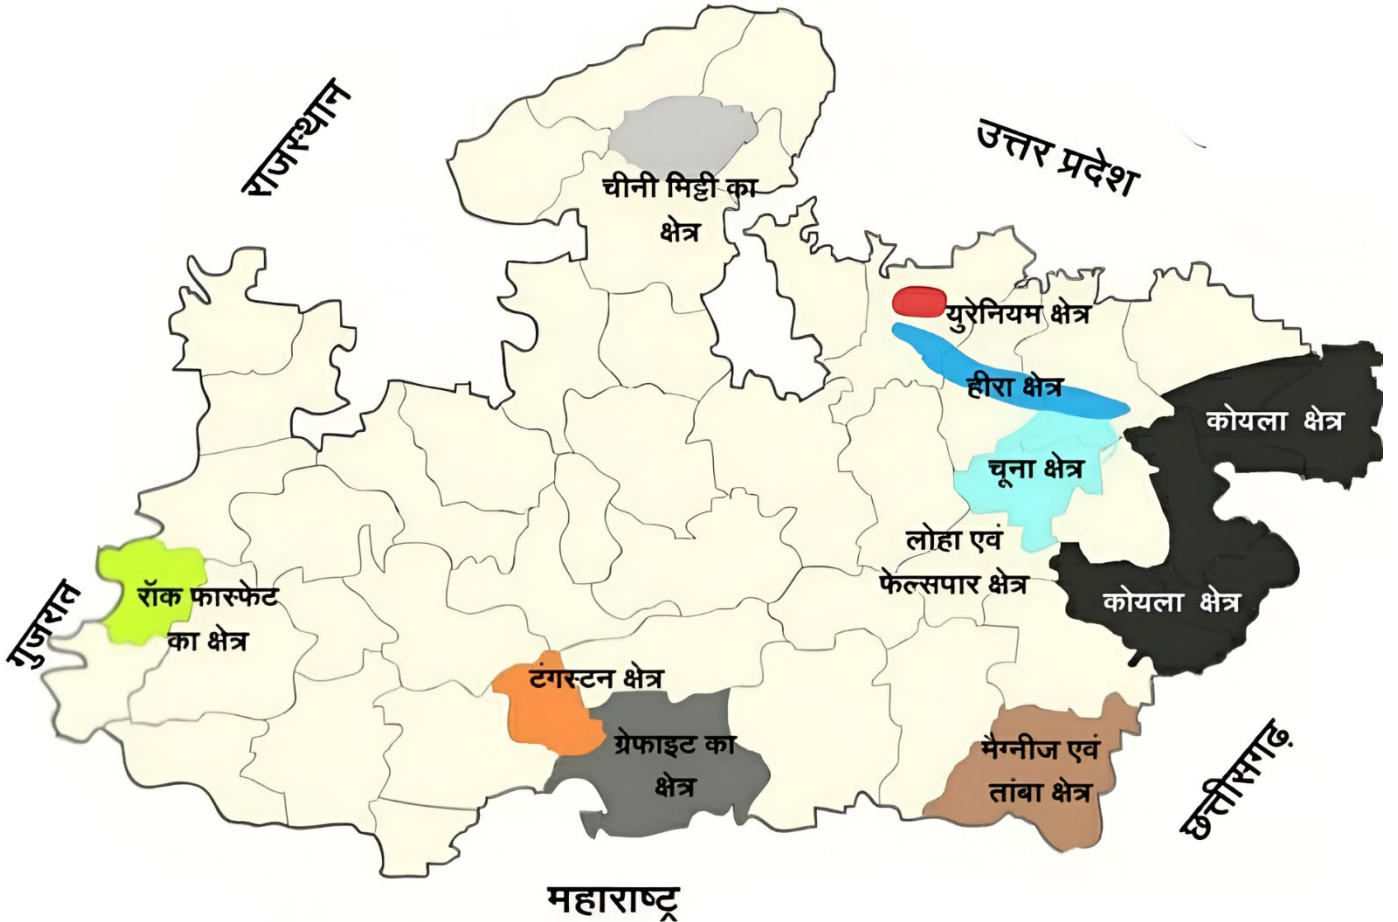 राजस्थान
उत्तर प्रदेश
चीनी मिट्टी का
क्षेत्र
युरेनियम क्षेत्र
हीरा क्षेत्र
कोयला क्षेत्र
चूना क्षेत्र
लोहा एवं
फेल्सपार क्षेत्र
कोयला क्षेत्र
गुजरात
रॉक फास्फेट
का क्षेत्र
टंगस्टन क्षेत्र
ग्रेफाइट का
क्षेत्र
मैग्नीज एवं
तांबा क्षेत्र
छत्तीसगढ़
महाराष्ट्र